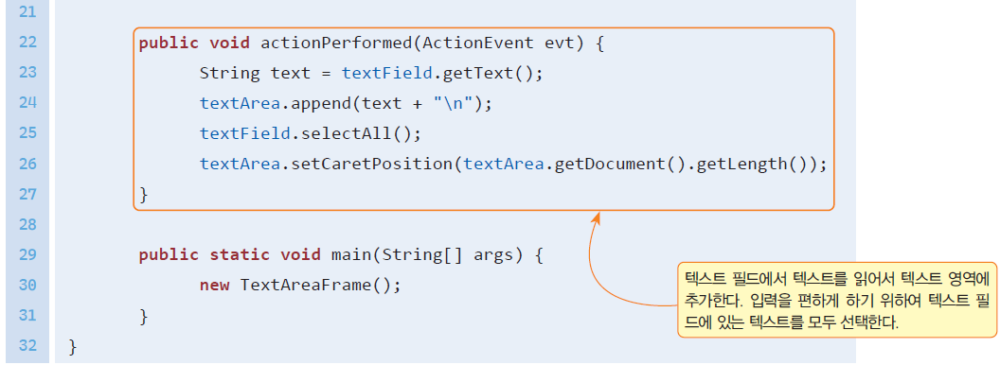 21
22 public void actionPerformed(ActionEvent evt) {
23 String text = textField.getText();
24 textArea.append(text + "\n");
25 textField.selectAll();
26 textArea.setCaretPosition(textArea.getDocument().getLength());
27 }
28
29 public static void main(String[] args) {
30 new TextAreaFrame();
31 }
32 }
텍스트 필드에서 텍스트를 읽어서 텍스트 영역에
추가한다. 입력을 편하게 하기 위하여 텍스트 필
드에 있는 텍스트를 모두 선택한다.